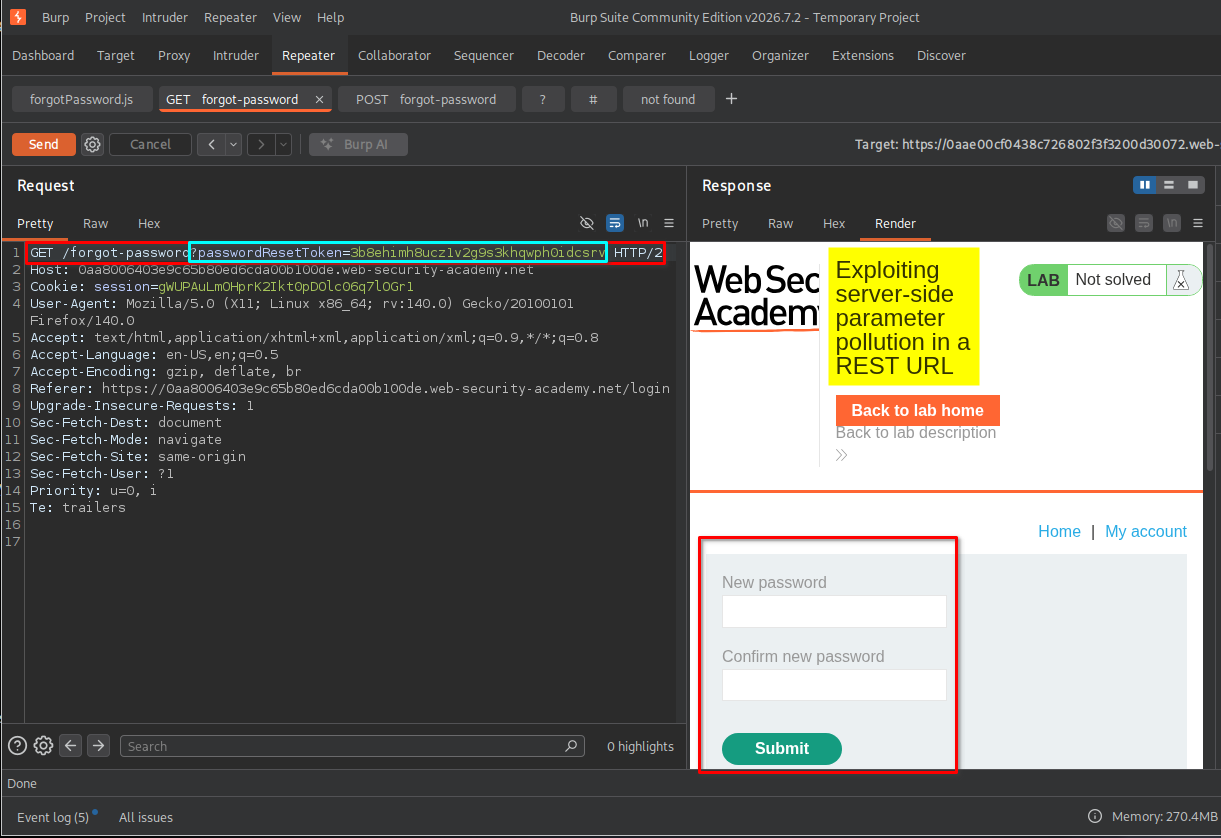 Burp Project Intruder Repeater View Help Burp Suite Community Edition v2026.7.2 - Temporary Project
Dashboard Target Proxy Intruder Repeater Collaborator Sequencer Decoder Comparer Logger Organizer Extensions Discover
forgotPassword.js GET forgot-password × POST forgot-password ? # not found +
Send Cancel < > Burp AI Target: https://0aae00cf0438c726802f3f3200d30072.web-
Request
Pretty Raw Hex \n
1 GET /forgot-password?passwordResetToken=3b8ehimh8ucz1v2g9s3khqwph0idcsrv HTTP/2
2 Host: 0aa8006403e9c65b80ed6cda00b100de.web-security-academy.net
3 Cookie: session=gWUPAuLmOHprK2IktOpDOlc06q7lOGr1
4 User-Agent: Mozilla/5.0 (X11; Linux x86_64; rv:140.0) Gecko/20100101
Firefox/140.0
5 Accept: text/html,application/xhtml+xml,application/xml;q=0.9,*/*;q=0.8
6 Accept-Language: en-US,en;q=0.5
7 Accept-Encoding: gzip, deflate, br
8 Referer: https://0aa8006403e9c65b80ed6cda00b100de.web-security-academy.net/login
9 Upgrade-Insecure-Requests: 1
10 Sec-Fetch-Dest: document
11 Sec-Fetch-Mode: navigate
12 Sec-Fetch-Site: same-origin
13 Sec-Fetch-User: ?1
14 Priority: u=0, i
15 Te: trailers
16
17
Search 0 highlights
Response
Pretty Raw Hex Render \n
Web Sec
Academy
Exploiting
server-side
parameter
pollution in a
REST URL
LAB Not solved
Back to lab home
Back to lab description
Home | My account
New password
Confirm new password
Submit
Done
Event log (5) All issues Memory: 270.4MB